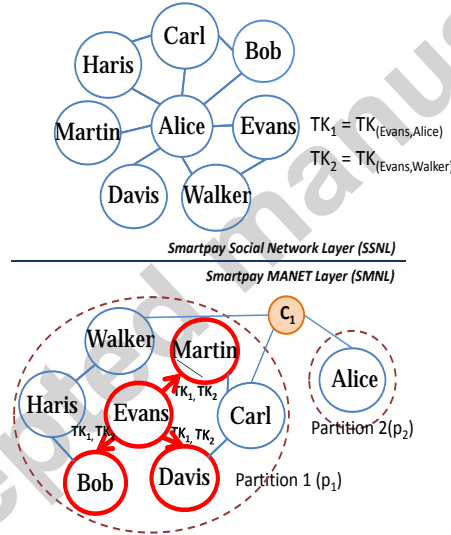 Carl
Bob
Haris
Martin
Alice
Evans
TK1 = TK(Evans,Alice)
TK2 = TK(Evans,Walker)
Davis
Walker
Smartpay Social Network Layer (SSNL)
Smartpay MANET Layer (SMNL)
C1
Walker
Martin
Alice
TK1, TK2
Haris
Evans
Carl
TK1, TK
TK1, TK2
Partition 2(p2)
Bob
Davis
Partition 1 (p1)